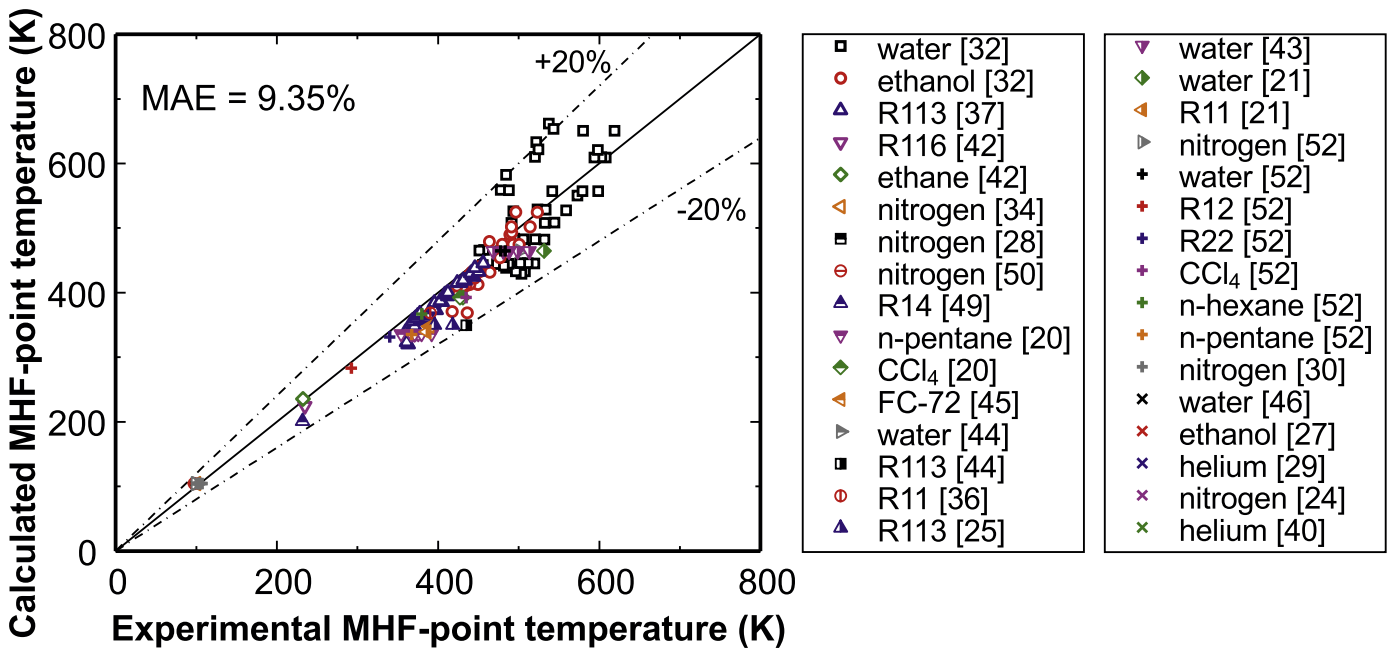 Calculated MHF-point temperature (K)
800
600
400
200
0
MAE = 9.35%
+20%
-20%
0
200
400
600
800
Experimental MHF-point temperature (K)
water [32]
ethanol [32]
R113 [37]
R116 [42]
ethane [42]
nitrogen [34]
nitrogen [28]
nitrogen [50]
R14 [49]
n-pentane [20]
CCl₄ [20]
FC-72 [45]
water [44]
R113 [44]
R11 [36]
R113 [25]
water [43]
water [21]
R11 [21]
nitrogen [52]
water [52]
R12 [52]
R22 [52]
CCl₄ [52]
n-hexane [52]
n-pentane [52]
nitrogen [30]
water [46]
ethanol [27]
helium [29]
nitrogen [24]
helium [40]